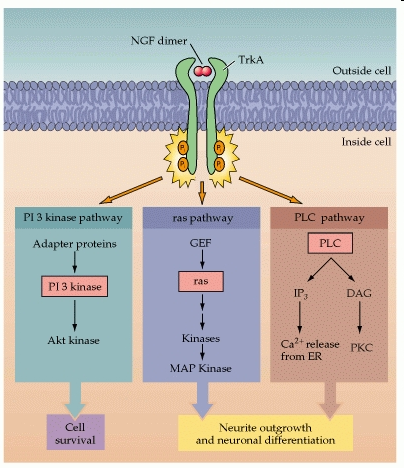 NGF dimer
TrkA
Outside cell
Inside cell
P P
P P
PI 3 kinase pathway
Adapter proteins
PI 3 kinase
Akt kinase
ras pathway
GEF
ras
Kinases
MAP Kinase
PLC pathway
PLC
IP3
DAG
Ca2+ release
from ER
PKC
Cell
survival
Neurite outgrowth
and neuronal differentiation